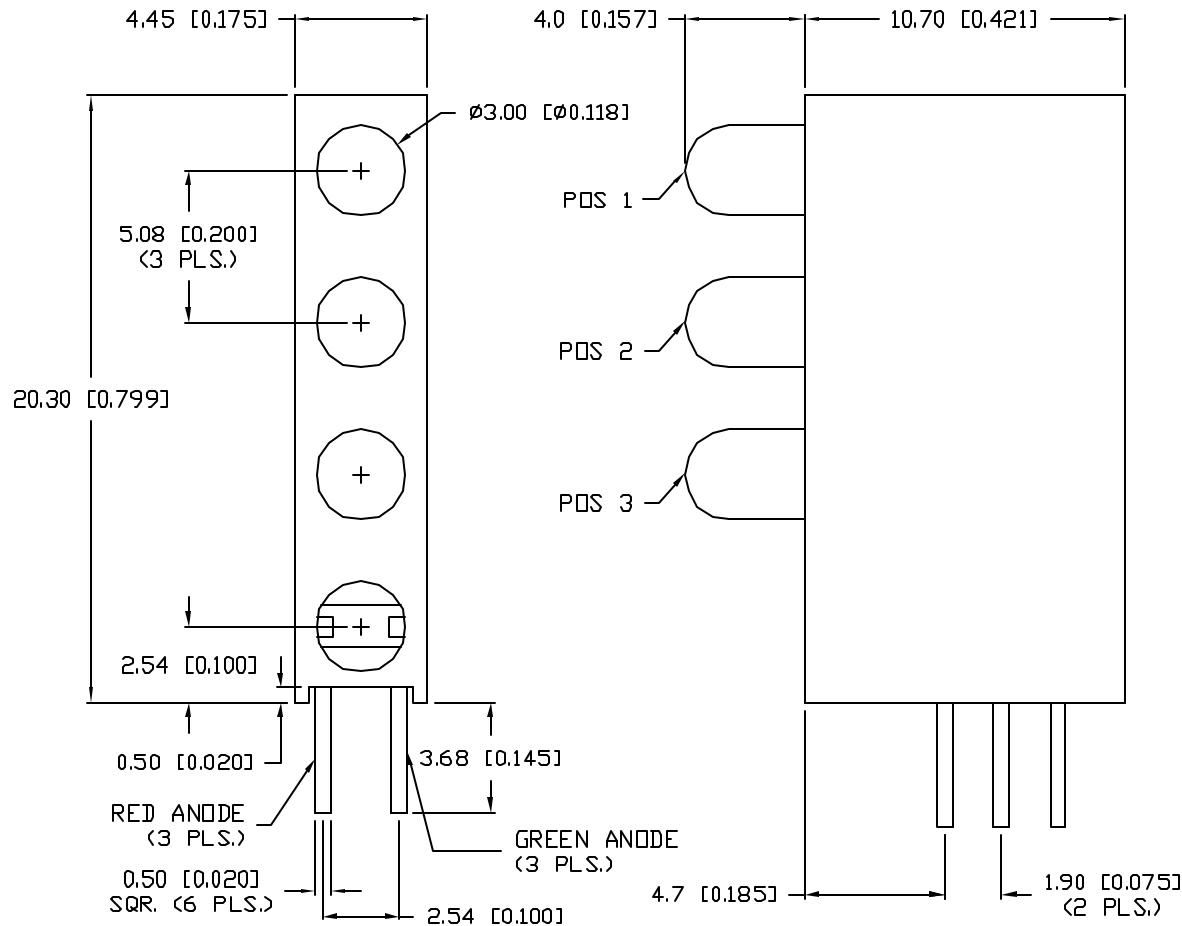 4.45 [0.175]
4.0 [0.157]
10.70 [0.421]
Ø3.00 [Ø0.118]
POS 1
5.08 [0.200]
(3 PLS.)
POS 2
20.30 [0.799]
POS 3
2.54 [0.100]
0.50 [0.020]
3.68 [0.145]
RED ANODE
(3 PLS.)
GREEN ANODE
(3 PLS.)
0.50 [0.020]
SQR. (6 PLS.)
2.54 [0.100]
4.7 [0.185]
1.90 [0.075]
(2 PLS.)